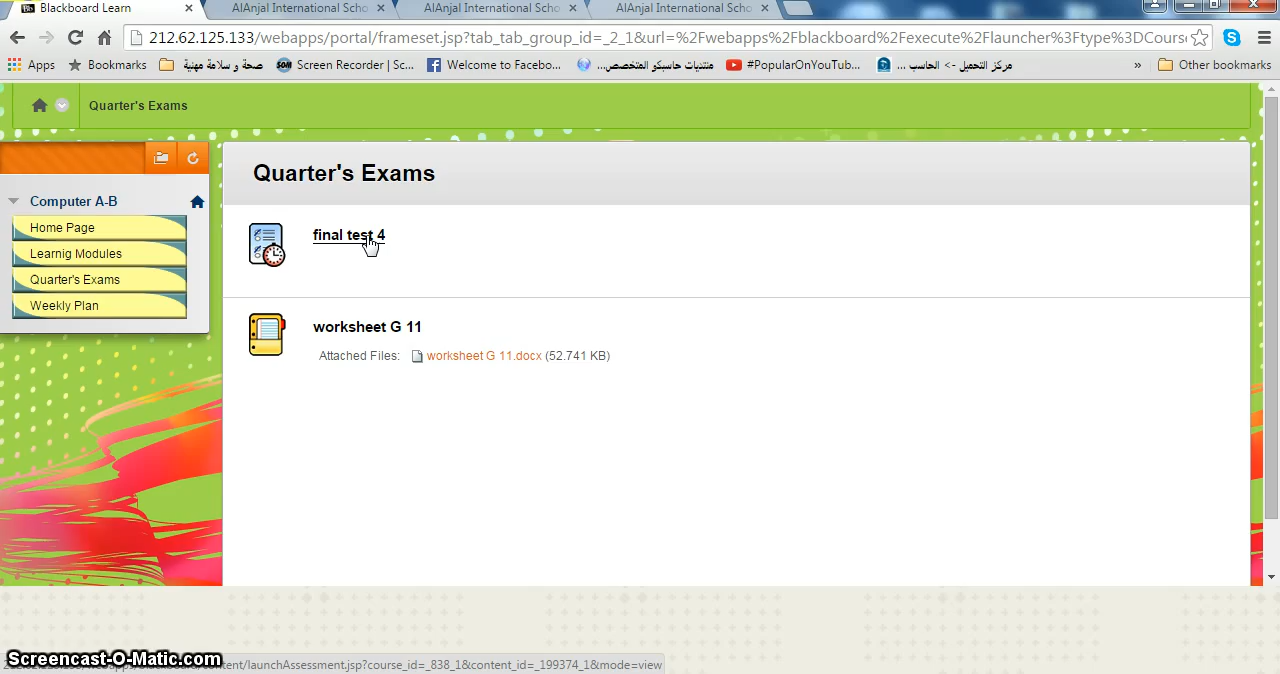 Blackboard Learn
AlAnjal International Scho
AlAnjal International Scho
AlAnjal International Scho
212.62.125.133/webapps/portal/frameset.jsp?tab_tab_group_id=_2_1&url=%2Fwebapps%2Fblackboard%2Fexecute%2Flauncher%3Ftype%3DCours
Apps
Bookmarks
صحة و سلامة مهنية
Screen Recorder | Sc...
Welcome to Facebo...
منتديات حاسبكو المتخصص...
#PopularOnYouTub...
مركز التحميل -> الحاسب ...
»
Other bookmarks
Quarter's Exams
Computer A-B
Home Page
Learnig Modules
Quarter's Exams
Weekly Plan
Quarter's Exams
final test 4
worksheet G 11
Attached Files: worksheet G 11.docx (52.741 KB)
/launchAssessment.jsp?course_id=_838_1&content_id=_199374_1&mode=view
Screencast-O-Matic.com